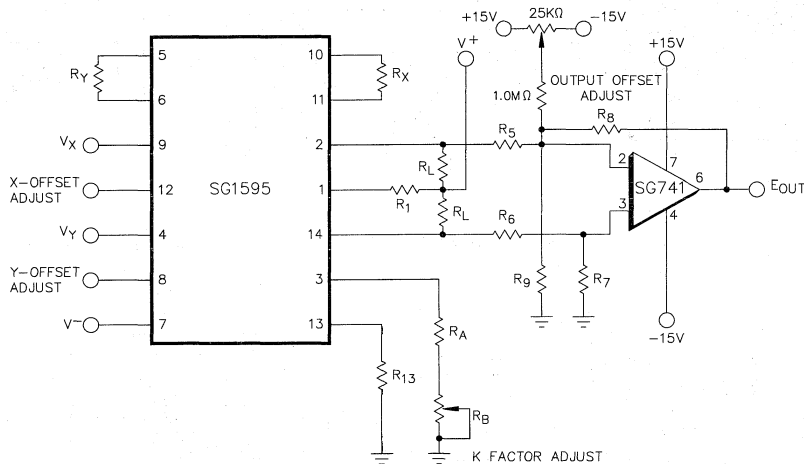 +15V
25KΩ
-15V
V+
+15V
5
10
RY
RX
6
11
1.0MΩ
OUTPUT OFFSET
ADJUST
R8
VX
9
2
R5
RL
2
7
X-OFFSET
ADJUST
12
SG1595
1
R1
SG741
6
EOUT
RL
3
4
VY
4
14
R6
Y-OFFSET
ADJUST
8
3
R9
R7
V-
7
13
RA
-15V
R13
RB
K FACTOR ADJUST